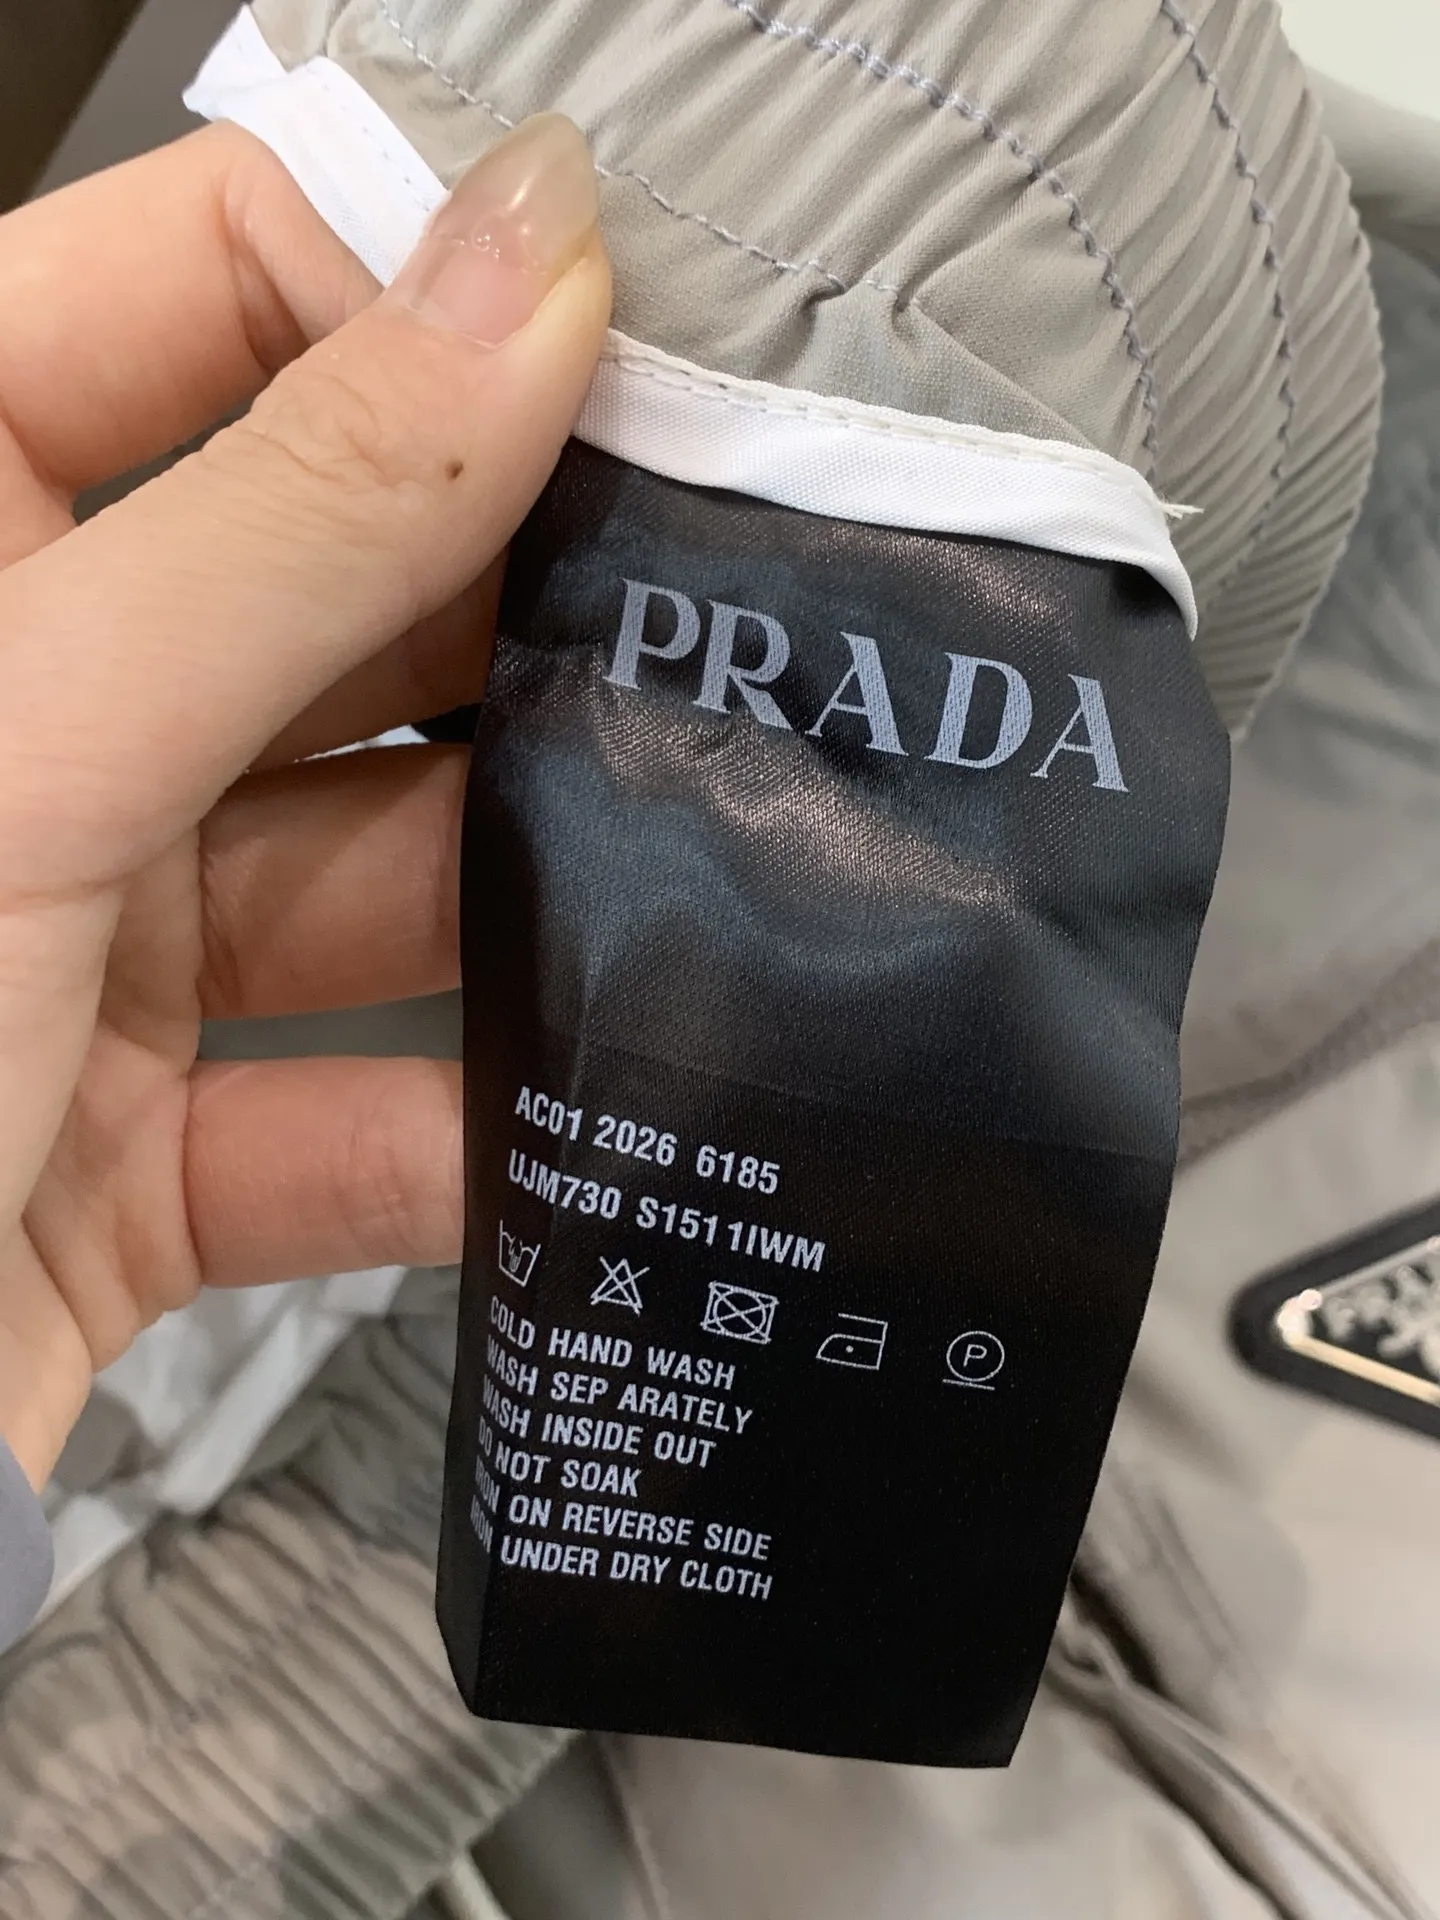 PRADA
AC01 2026 6185
UJM730 S1511IWM
P
COLD HAND WASH
WASH SEP ARATELY
WASH INSIDE OUT
DO NOT SOAK
IRON ON REVERSE SIDE
IRON UNDER DRY CLOTH